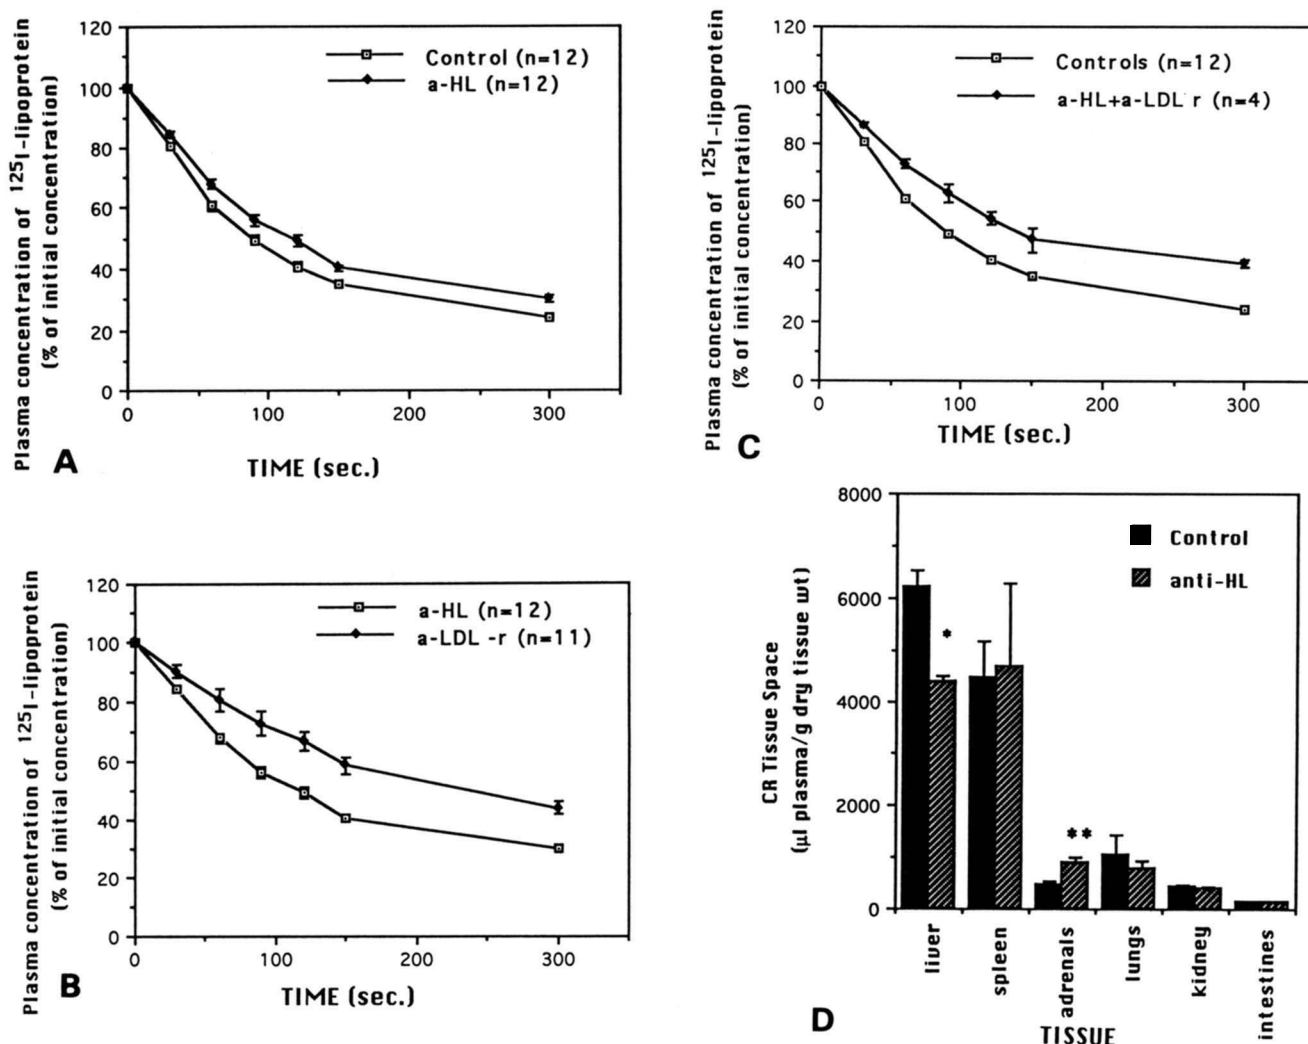 Plasma concentration of 125I-lipoprotein
(% of initial concentration)
120
100
80
60
40
20
0
Control (n=12)
a-HL (n=12)
0
100
200
300
TIME (sec.)
A
Plasma concentration of 125I-lipoprotein
(% of initial concentration)
120
100
80
60
40
20
0
a-HL (n=12)
a-LDL -r (n=11)
0
100
200
300
TIME (sec.)
B
Plasma concentration of 125I-lipoprotein
(% of initial concentration)
120
100
80
60
40
20
0
Controls (n=12)
a-HL+a-LDL r (n=4)
0
100
200
300
TIME (sec.)
C
CR Tissue Space
(µl plasma/g dry tissue wt)
8000
6000
4000
2000
0
Control
anti-HL
*
**
liver
spleen
adrenals
lungs
kidney
intestines
TISSUE
D